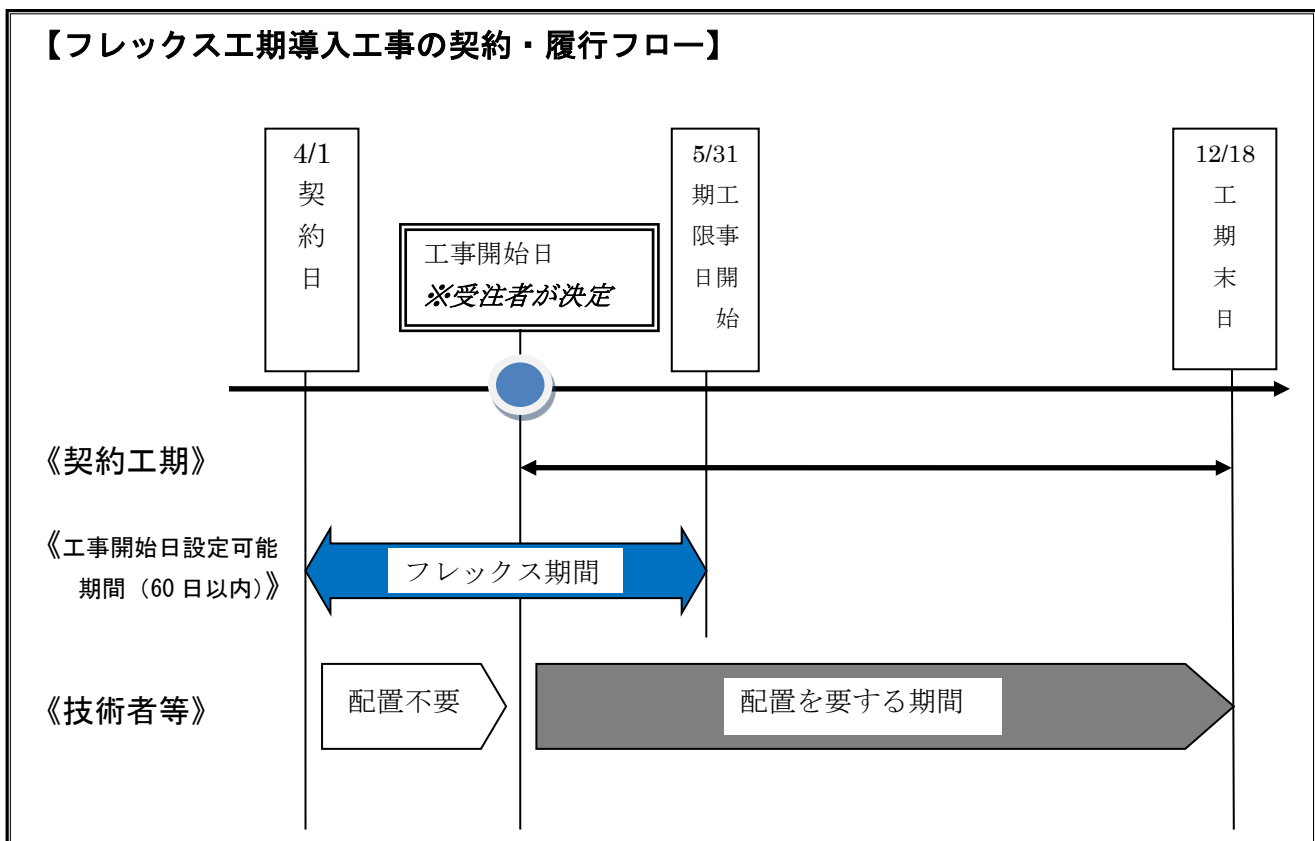 【フレックス工期導入工事の契約・履行フロー】
4/1
契約日
工事開始日
※受注者が決定
5/31
工事開始
期限日
12/18
工期末日
《契約工期》
《工事開始日設定可能
期間(60日以内)》
フレックス期間
《技術者等》
配置不要
配置を要する期間